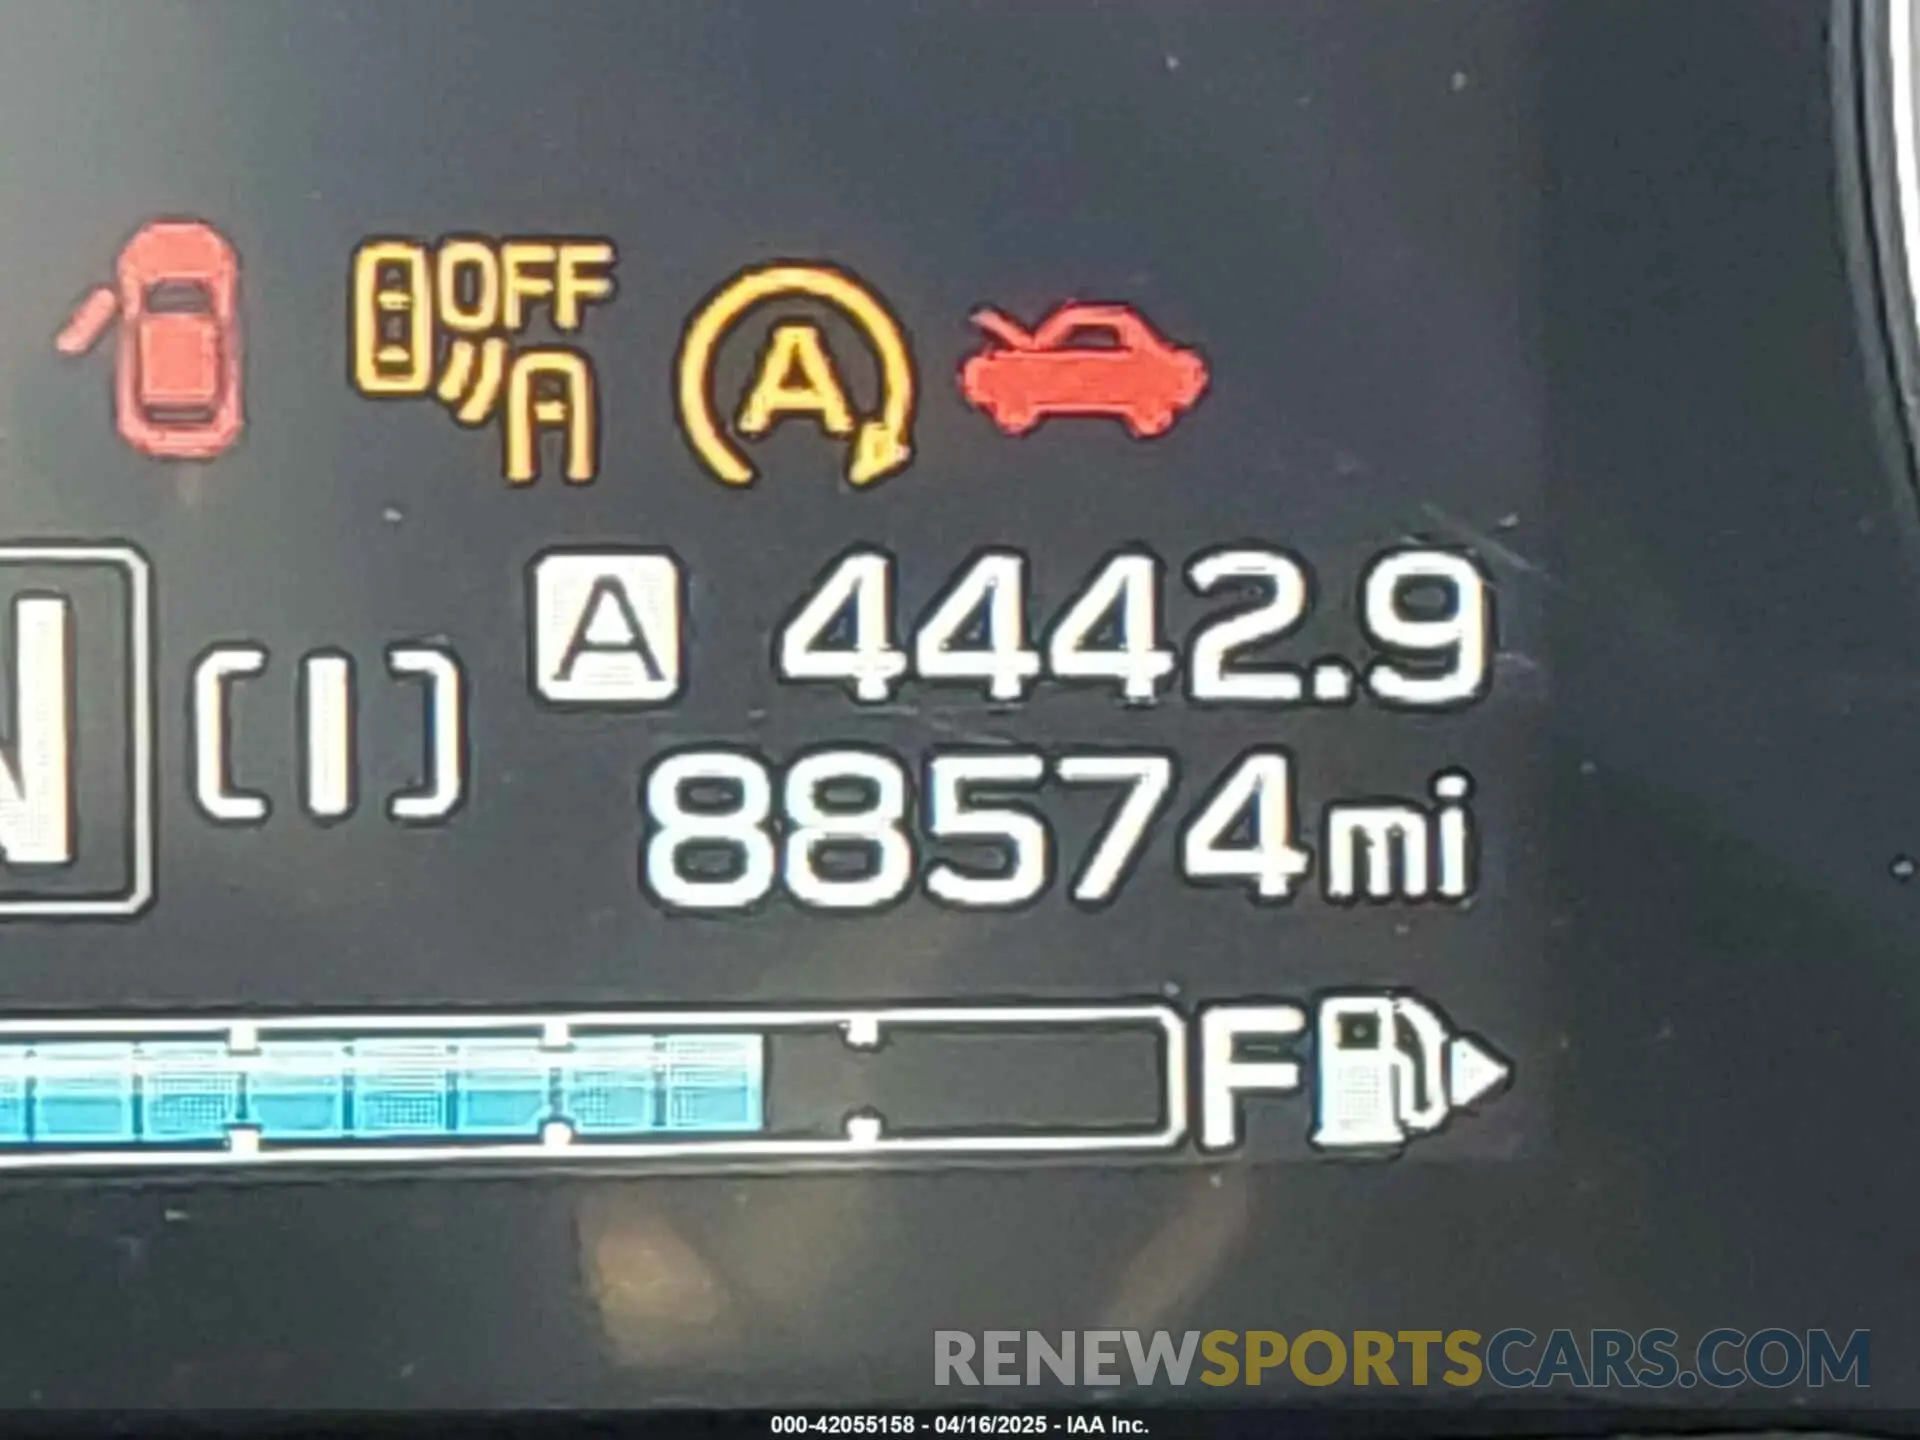 OFF
A
A 4442.9
N [I]
88574mi
F
RENEWSPORTSCARS.COM
000-42055158 - 04/16/2025 - IAA Inc.